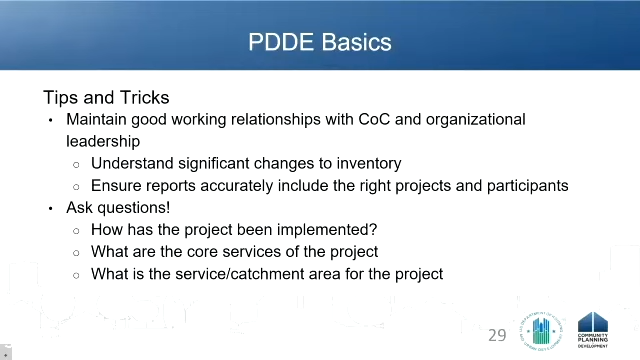 PDDE Basics
Tips and Tricks
• Maintain good working relationships with CoC and organizational
leadership
○ Understand significant changes to inventory
○ Ensure reports accurately include the right projects and participants
• Ask questions!
○ How has the project been implemented?
○ What are the core services of the project
○ What is the service/catchment area for the project
29
COMMUNITY
PLANNING
DEVELOPMENT